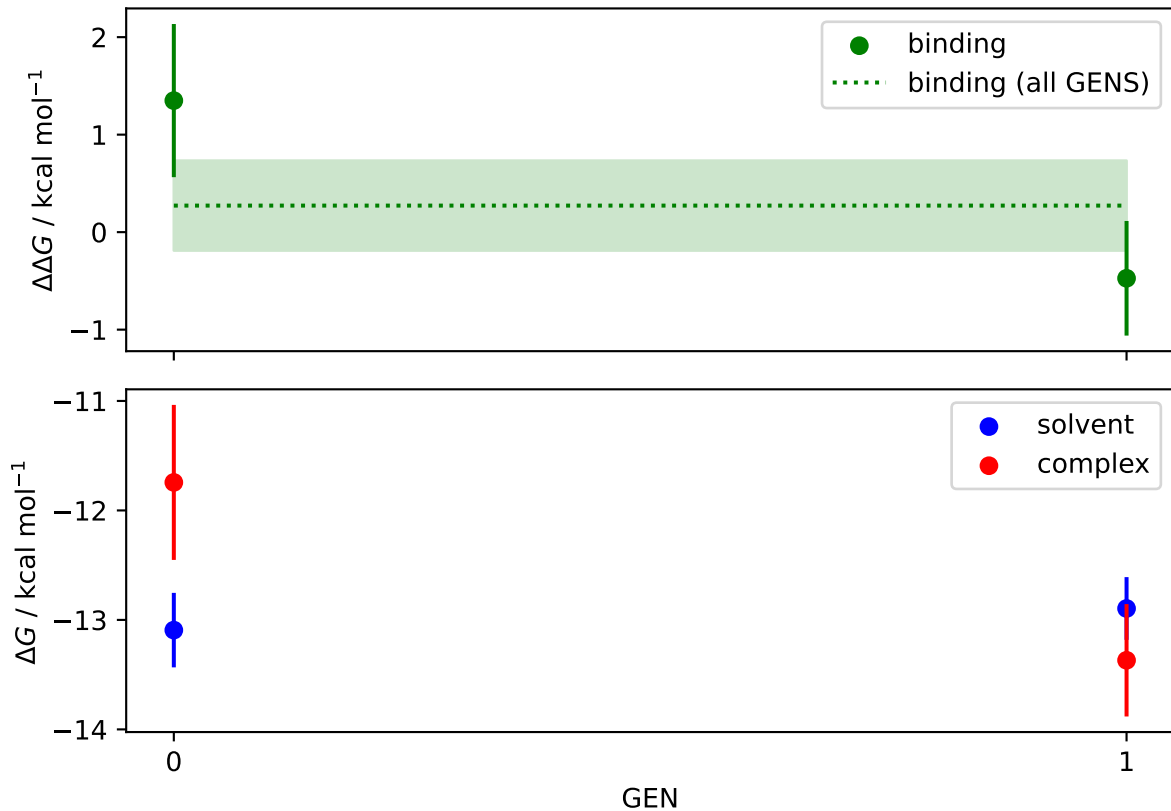 ΔΔG / kcal mol⁻¹
2
1
0
−1
binding
binding (all GENS)
ΔG / kcal mol⁻¹
−11
−12
−13
−14
solvent
complex
0
1
GEN